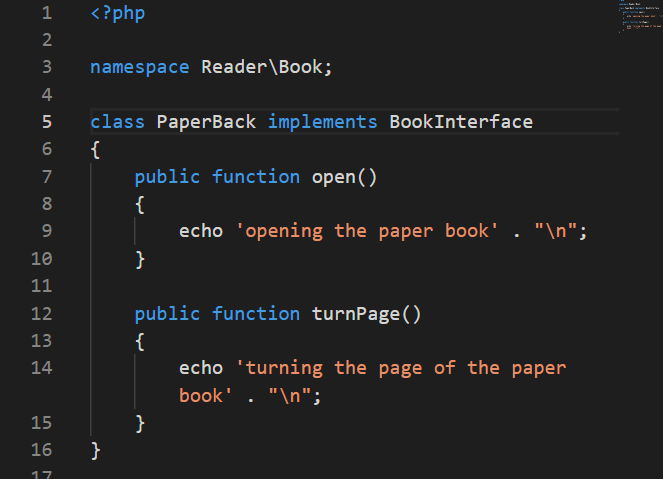 1 <?php
2
3 namespace Reader\Book;
4
5 class PaperBack implements BookInterface
6 {
7     public function open()
8     {
9         echo 'opening the paper book' . "\n";
10     }
11
12     public function turnPage()
13     {
14         echo 'turning the page of the paper
        book' . "\n";
15     }
16 }
17